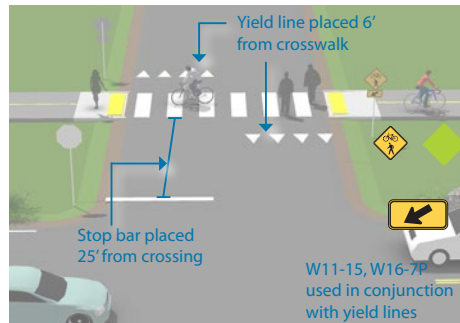 Yield line placed 6’
from crosswalk
Stop bar placed
25’ from crossing
W11-15, W16-7P
used in conjunction
with yield lines